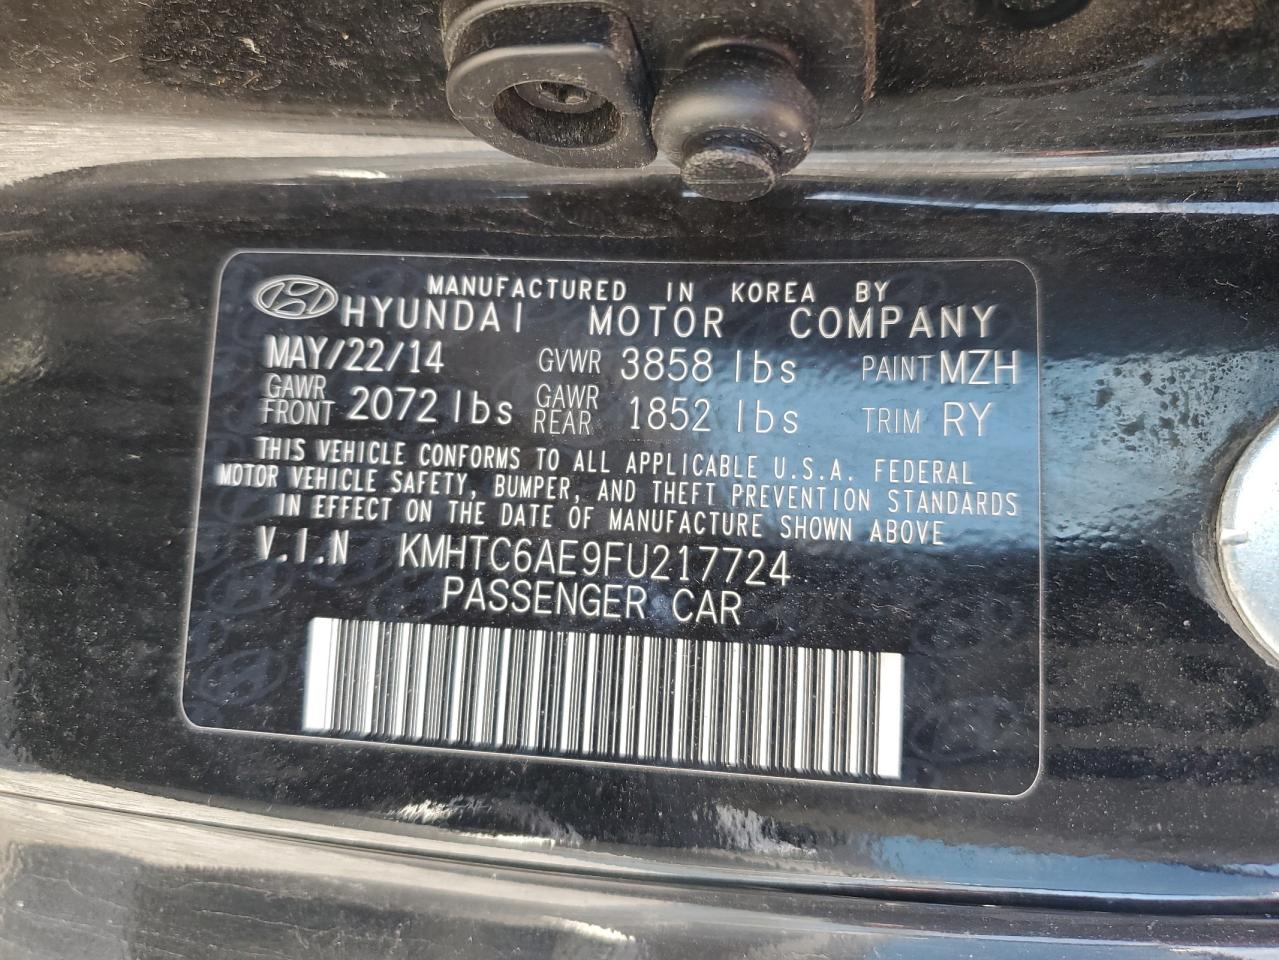 MANUFACTURED IN KOREA BY
HYUNDAI MOTOR COMPANY
MAY/22/14 GVWR 3858 lbs PAINT MZH
GAWR FRONT 2072 lbs GAWR REAR 1852 lbs TRIM RY
THIS VEHICLE CONFORMS TO ALL APPLICABLE U.S.A. FEDERAL
MOTOR VEHICLE SAFETY, BUMPER, AND THEFT PREVENTION STANDARDS
IN EFFECT ON THE DATE OF MANUFACTURE SHOWN ABOVE
V.I.N KMHTC6AE9FU217724
PASSENGER CAR